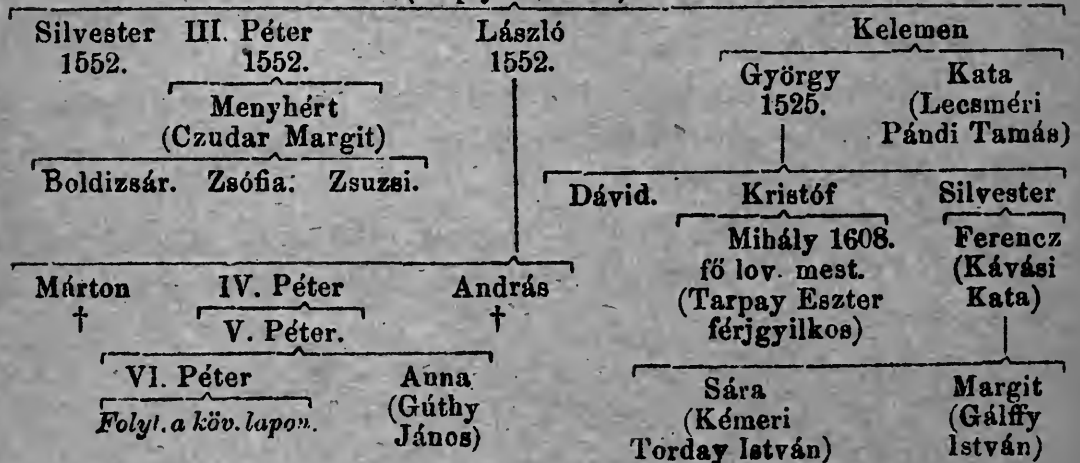 Silvester III. Péter László Kelemen
1552. 1552. 1552.
György Kata
1525. (Lecsméri
Pándi Tamás)
Menyhért
(Czudar Margit)
Boldizsár. Zsófia. Zsuzsi.
Dávid. Kristóf Silvester
Mihály 1608. Ferencz
fő lov. mest. (Kávási
(Tarpay Eszter Kata)
férjgyilkos)
Márton IV. Péter András
† †
V. Péter.
VI. Péter Anna
Folyt. a köv. lapon. (Gúthy
János)
Sára Margit
(Kémeri (Gálffy
Torday István) István)